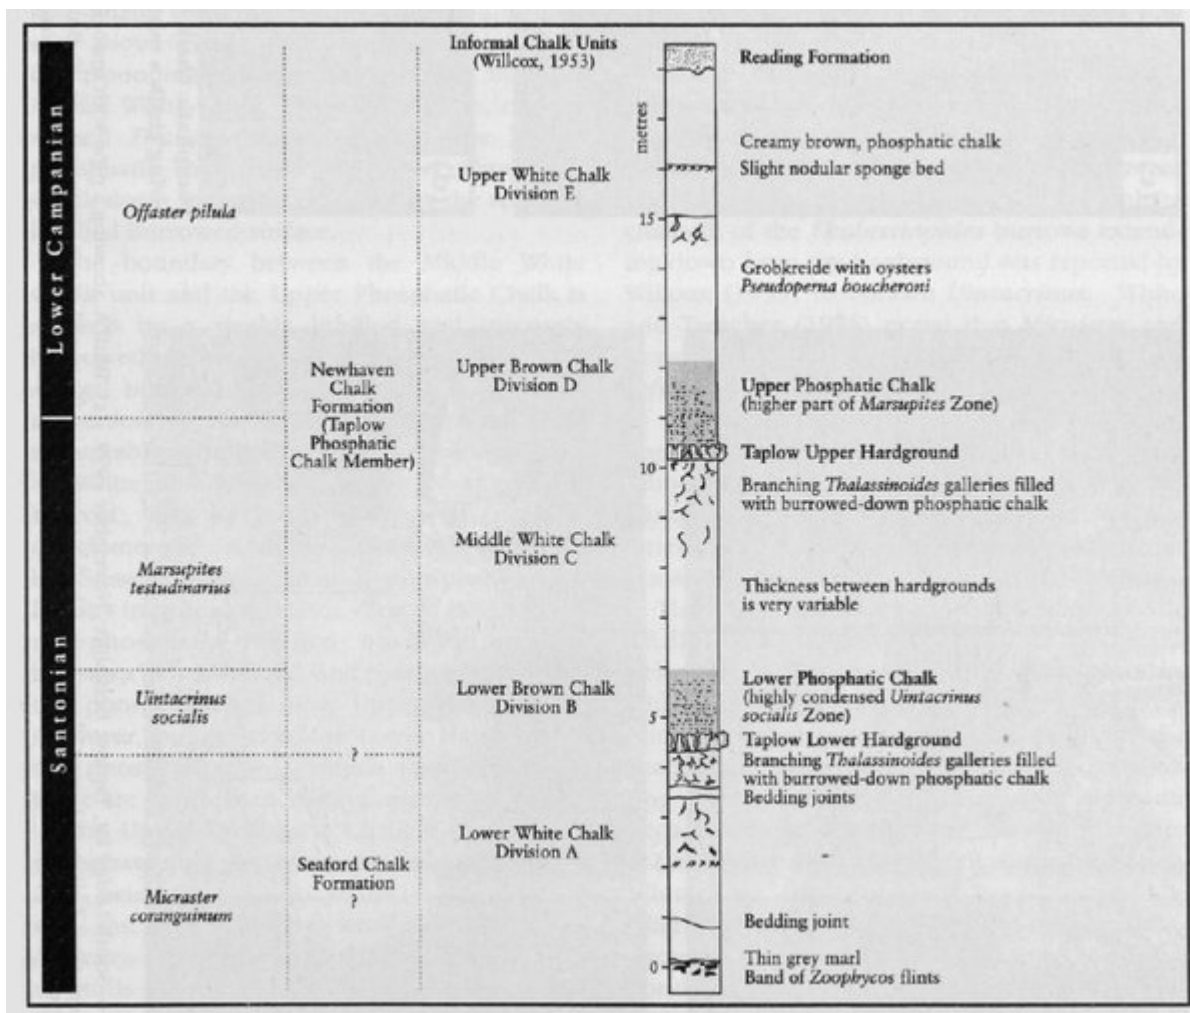 Lower Campanian
Santonian
Offaster pilula
Marsupites
testudinarius
Uintacrinus
socialis
Micraster
coranguinum
Newhaven
Chalk
Formation
(Taplow
Phosphatic
Chalk Member)
?
Seaford Chalk
Formation
?
Informal Chalk Units
(Willcox, 1953)
Upper White Chalk
Division E
Upper Brown Chalk
Division D
Middle White Chalk
Division C
Lower Brown Chalk
Division B
Lower White Chalk
Division A
metres
15
10
5
0
Reading Formation
Creamy brown, phosphatic chalk
Slight nodular sponge bed
Grobkreide with oysters
Pseudoperna boucheroni
Upper Phosphatic Chalk
(higher part of Marsupites Zone)
Taplow Upper Hardground
Branching Thalassinoides galleries filled
with burrowed-down phosphatic chalk
Thickness between hardgrounds
is very variable
Lower Phosphatic Chalk
(highly condensed Uintacrinus
socialis Zone)
Taplow Lower Hardground
Branching Thalassinoides galleries filled
with burrowed-down phosphatic chalk
Bedding joints
Bedding joint
Thin grey marl
Band of Zoophycos flints